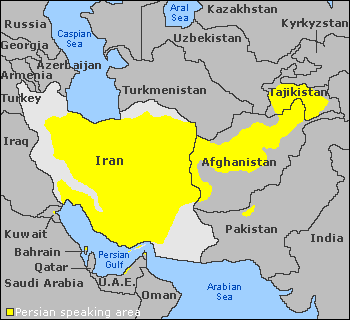 Russia
Caspian
Sea
Aral
Sea
Kazakhstan
Kyrkyzstan
Georgia
Uzbekistan
Azerbaijan
Armenia
Turkey
Turkmenistan
Tajikistan
Iraq
Iran
Afghanistan
Kuwait
Pakistan
India
Bahrain
Persian
Gulf
Qatar
Saudi Arabia
U.A.E.
Oman
Arabian
Sea
Persian speaking area